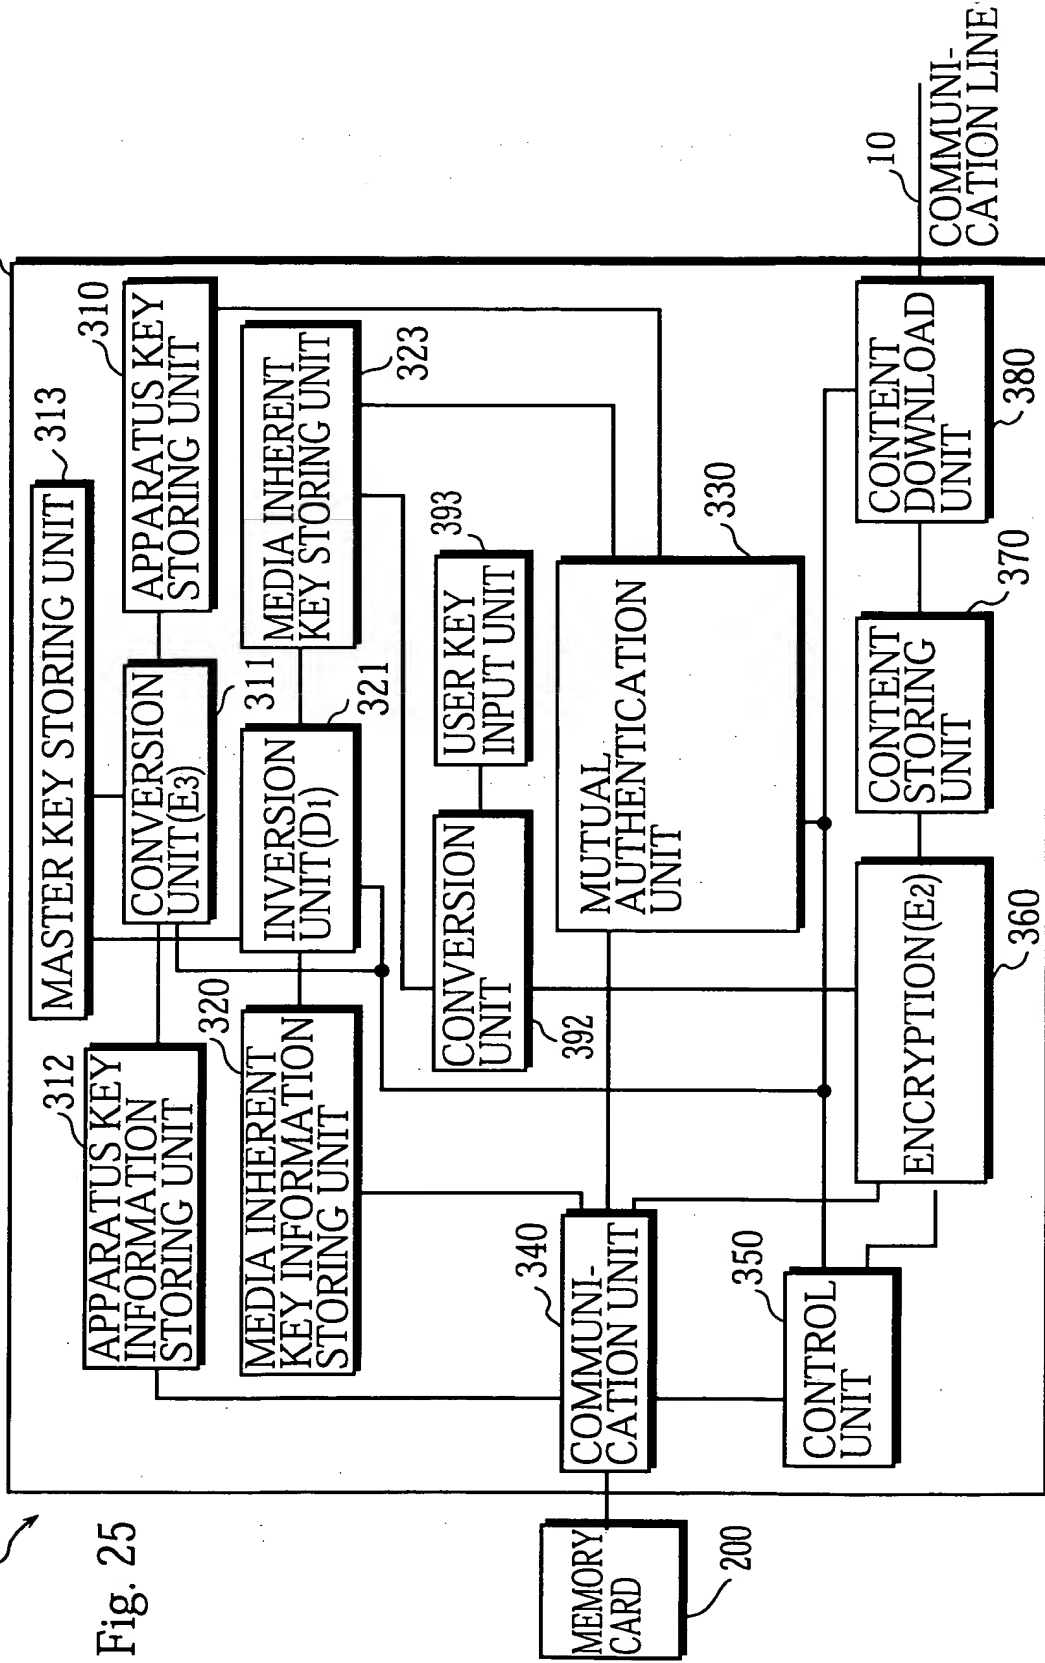 Fig. 25
313
MASTER KEY STORING UNIT
312
APPARATUS KEY
INFORMATION
STORING UNIT
CONVERSION
UNIT(E3)
311
310
APPARATUS KEY
STORING UNIT
320
MEDIA INHERENT
KEY INFORMATION
STORING UNIT
INVERSION
UNIT(D1)
321
MEDIA INHERENT
KEY STORING UNIT
323
CONVERSION
UNIT
392
393
USER KEY
INPUT UNIT
MEMORY
CARD
200
340
COMMUNI-
CATION UNIT
330
MUTUAL
AUTHENTICATION
UNIT
350
CONTROL
UNIT
ENCRYPTION(E2)
360
CONTENT
STORING
UNIT
370
CONTENT
DOWNLOAD
UNIT
380
10
COMMUNI-
CATION LINE